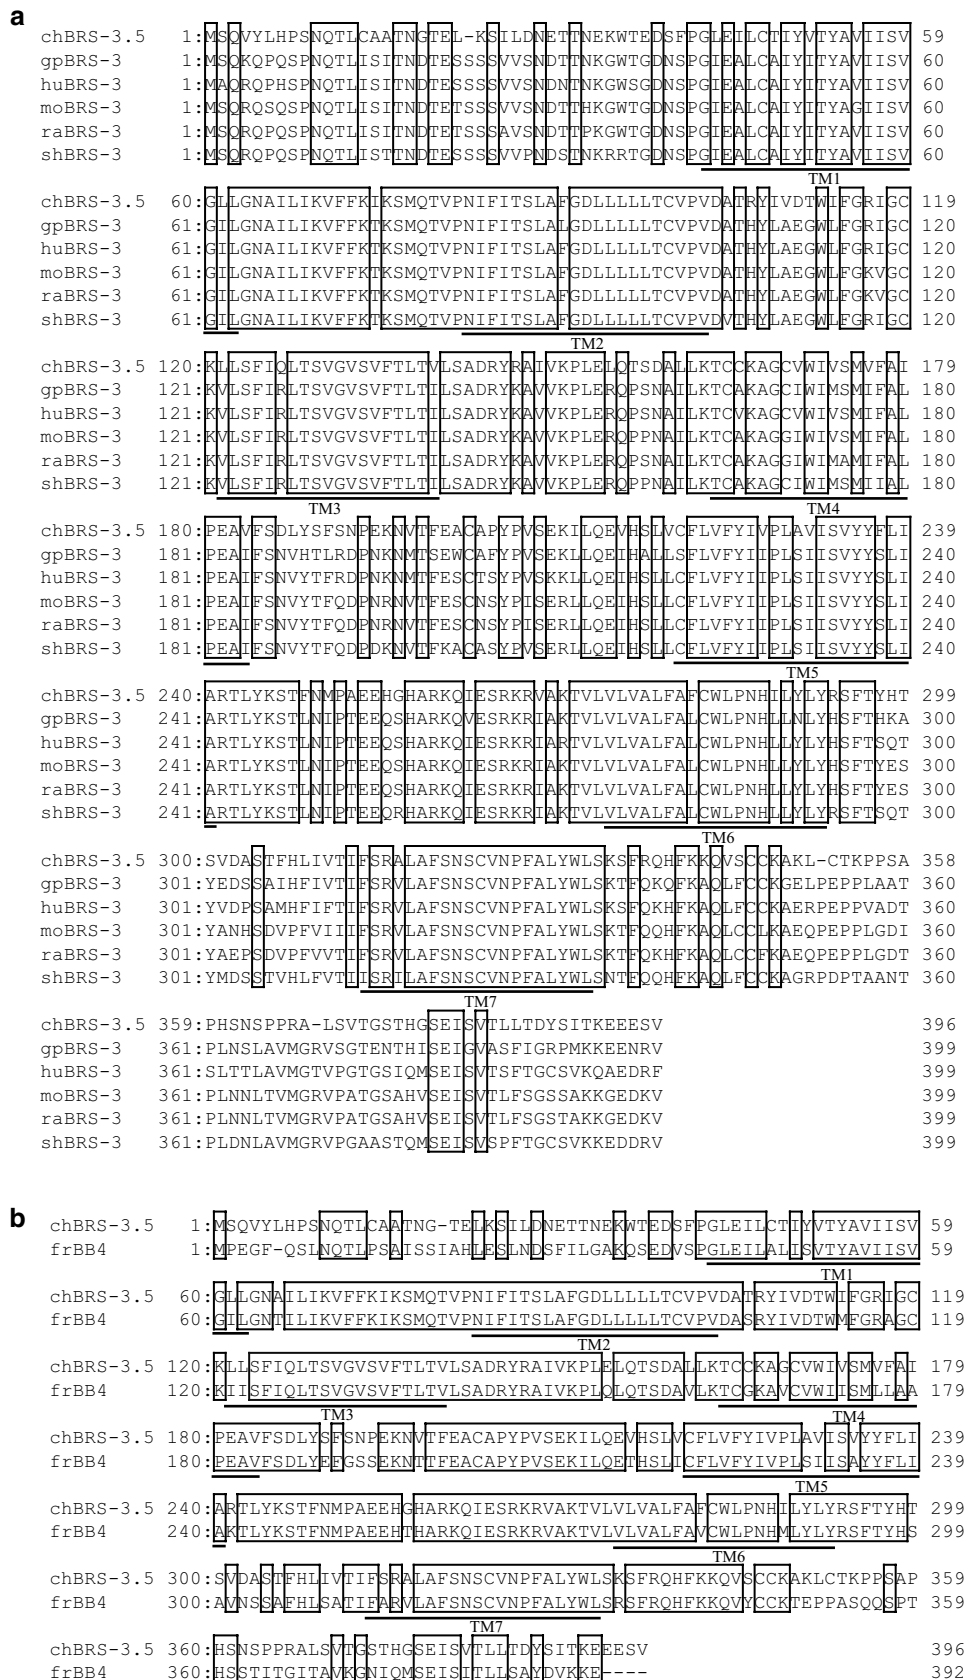 a
chBRS-3.5 1:MSQVYLHPSNQTLCAATNGTEL-KSILDNETTNEKWTEDSFPGLEILCTIYVTYAVIISV 59
gpBRS-3 1:MSQKQPQSPNQTLISITNDTESSSSVVSNDTTNKGWTGDNSPGIEALCAIYITYAVIISV 60
huBRS-3 1:MAQRQPHSPNQTLISITNDTESSSSVVSNDNTNKGWSGDNSPGIEALCAIYITYAVIISV 60
moBRS-3 1:MSQRQSQSPNQTLISITNDTESSSSVVSNDTTHKGWTGDNSPGIEALCAIYITYAGIISV 60
raBRS-3 1:MSQRQPQSPNQTLISITNDTETSSSAVSNDTTPKGWTGDNSPGIEALCAIYITYAVIISV 60
shBRS-3 1:MSQRQPQSPNQTLISTTNDTESSSSVVPNDSTNKRRTGDNSPGIEALCAIYITYAVIISV 60
TM1
chBRS-3.5 60:GLLGNAILIKVFFKIKSMQTVPNIFITSLAFGDLLLLLTCVPVDATRYIVDTWIFGRIGC 119
gpBRS-3 61:GILGNAILIKVFFKTKSMQTVPNIFITSLALGDLLLLLTCVPVDATHYLAEGWLFGRIGC 120
huBRS-3 61:GILGNAILIKVFFKTKSMQTVPNIFITSLAFGDLLLLLTCVPVDATHYLAEGWLFGRIGC 120
moBRS-3 61:GILGNAILIKVFFKTKSMQTVPNIFITSLAFGDLLLLLTCVPVDATHYLAEGWLFGKVGC 120
raBRS-3 61:GILGNAILIKVFFKTKSMQTVPNIFITSLAFGDLLLLLTCVPVDATHYLAEGWLFGKVGC 120
shBRS-3 61:GILGNAILIKVFFKTKSMQTVPNIFITSLAFGDLLLLLTCVPVDVTHYLAEGWLFGRIGC 120
TM2
chBRS-3.5 120:KLLSFIQLTSVGVSVFTLTVLSADRYRAIVKPLELQTSDALLKTCCKAGCVWIVSMVFAI 179
gpBRS-3 121:KVLSFIRLTSVGVSVFTLTILSADRYKAVVKPLERQPSNAILKTCAKAGCIWIMSMIFAL 180
huBRS-3 121:KVLSFIRLTSVGVSVFTLTILSADRYKAVVKPLERQPSNAILKTCVKAGCVWIVSMIFAL 180
moBRS-3 121:KVLSFIRLTSVGVSVFTLTILSADRYKAVVKPLERQPPNAILKTCAKAGGIWIVSMIFAL 180
raBRS-3 121:KVLSFIRLTSVGVSVFTLTILSADRYKAVVKPLERQPSNAILKTCAKAGGIWIMAMIFAL 180
shBRS-3 121:KVLSFIRLTSVGVSVFTLTILSADRYKAVVKPLERQPPNAILKTCAKAGCIWIMSMIIAL 180
TM3 TM4
chBRS-3.5 180:PEAVFSDLYSFSNPEKNVTFEACAPYPVSEKILQEVHSLVCFLVFYIVPLAVISVYYFLI 239
gpBRS-3 181:PEAIFSNVHTLRDPNKNMTSEWCAFYPVSEKLLQEIHALLSFLVFYIIPLSIISVYYSLI 240
huBRS-3 181:PEAIFSNVYTFRDPNKNMTFESCTSYPVSKKLLQEIHSLLCFLVFYIIPLSIISVYYSLI 240
moBRS-3 181:PEAIFSNVYTFQDPNRNVTFESCNSYPISERLLQEIHSLLCFLVFYIIPLSIISVYYSLI 240
raBRS-3 181:PEAIFSNVYTFQDPNRNVTFESCNSYPISERLLQEIHSLLCFLVFYIIPLSIISVYYSLI 240
shBRS-3 181:PEAIFSNVYTFQDPDKNVTFKACASYPVSERLLQEIHSLLCFLVFYIIPLSIISVYYSLI 240
TM5
chBRS-3.5 240:ARTLYKSTFNMPAEEHGHARKQIESRKRVAKTVLVLVALFAFCWLPNHILYLYRSFTYHT 299
gpBRS-3 241:ARTLYKSTLNIPTEEQSHARKQVESRKRIAKTVLVLVALFALCWLPNHLLNLYHSFTHKA 300
huBRS-3 241:ARTLYKSTLNIPTEEQSHARKQIESRKRIARTVLVLVALFALCWLPNHLLYLYHSFTSQT 300
moBRS-3 241:ARTLYKSTLNIPTEEQSHARKQIESRKRIAKTVLVLVALFALCWLPNHLLYLYHSFTYES 300
raBRS-3 241:ARTLYKSTLNIPTEEQSHARKQIESRKRIAKTVLVLVALFALCWLPNHLLYLYHSFTYES 300
shBRS-3 241:ARTLYKSTLNIPTEEQRHARKQIESRKRIAKTVLVLVALFALCWLPNHLLYLYRSFTSQT 300
TM6
chBRS-3.5 300:SVDASTFHLIVTIFSRALAFSNSCVNPFALYWLSKSFRQHFKKQVSCCKAKL-CTKPPSA 358
gpBRS-3 301:YEDSSAIHFIVTIFSRVLAFSNSCVNPFALYWLSKTFQKQFKAQLFCCKGELPEPPLAAT 360
huBRS-3 301:YVDPSAMHFIFTIFSRVLAFSNSCVNPFALYWLSKSFQKHFKAQLFCCKAERPEPPVADT 360
moBRS-3 301:YANHSDVPFVIIIFSRVLAFSNSCVNPFALYWLSKTFQQHFKAQLCCLKAEQPEPPLGDI 360
raBRS-3 301:YAEPSDVPFVVTIFSRVLAFSNSCVNPFALYWLSKTFQKHFKAQLCCFKAEQPEPPLGDT 360
shBRS-3 301:YMDSSTVHLFVTIISRILAFSNSCVNPFALYWLSNTFQQHFKAQLFCCKAGRPDPTAANT 360
TM7
chBRS-3.5 359:PHSNSPPRA-LSVTGSTHGSEISVTLLTDYSITKEEESV 396
gpBRS-3 361:PLNSLAVMGRVSGTENTHISEIGVASFIGRPMKKEENRV 399
huBRS-3 361:SLTTLAVMGTVPGTGSIQMSEISVTSFTGCSVKQAEDRF 399
moBRS-3 361:PLNNLTVMGRVPATGSAHVSEISVTLFSGSSAKKGEDKV 399
raBRS-3 361:PLNNLTVMGRVPATGSAHVSEISVTLFSGSTAKKGEDKV 399
shBRS-3 361:PLDNLAVMGRVPGAASTQMSEISVSPFTGCSVKKEDDRV 399
b
chBRS-3.5 1:MSQVYLHPSNQTLCAATNG-TELKSILDNETTNEKWTEDSFPGLEILCTIYVTYAVIISV 59
frBB4 1:MPEGF-QSLNQTLPSAISSIAHLESLNDSFILGAKQSEDVSPGLEILALISVTYAVIISV 59
TM1
chBRS-3.5 60:GLLGNAILIKVFFKIKSMQTVPNIFITSLAFGDLLLLLTCVPVDATRYIVDTWIFGRIGC 119
frBB4 60:GILGNTILIKVFFKIKSMQTVPNIFITSLAFGDLLLLLTCVPVDASRYIVDTWMFGRAGC 119
TM2
chBRS-3.5 120:KLLSFIQLTSVGVSVFTLTVLSADRYRAIVKPLELQTSDALLKTCCKAGCVWIVSMVFAI 179
frBB4 120:KIISFIQLTSVGVSVFTLTVLSADRYRAIVKPLQLQTSDAVLKTCGKAVCVWIISMLLAA 179
TM3 TM4
chBRS-3.5 180:PEAVFSDLYSFSNPEKNVTFEACAPYPVSEKILQEVHSLVCFLVFYIVPLAVISVYYFLI 239
frBB4 180:PEAVFSDLYEFGSSEKNTTFEACAPYPVSEKILQETHSLICFLVFYIVPLSIISAYYFLI 239
TM5
chBRS-3.5 240:ARTLYKSTFNMPAEEHGHARKQIESRKRVAKTVLVLVALFAFCWLPNHILYLYRSFTYHT 299
frBB4 240:AKTLYKSTFNMPAEEHTHARKQIESRKRVAKTVLVLVALFAVCWLPNHMLYLYRSFTYHS 299
TM6
chBRS-3.5 300:SVDASTFHLIVTIFSRALAFSNSCVNPFALYWLSKSFRQHFKKQVSCCKAKLCTKPPSAP 359
frBB4 300:AVNSSAFHLSATIFARVLAFSNSCVNPFALYWLSRSFRQHFKKQVYCCKTEPPASQQSPT 359
TM7
chBRS-3.5 360:HSNSPPRALSVTGSTHGSEISVTLLTDYSITKEEESV 396
frBB4 360:HSSTITGITAVKGNIQMSEISITLLSAYDVKKE---- 392